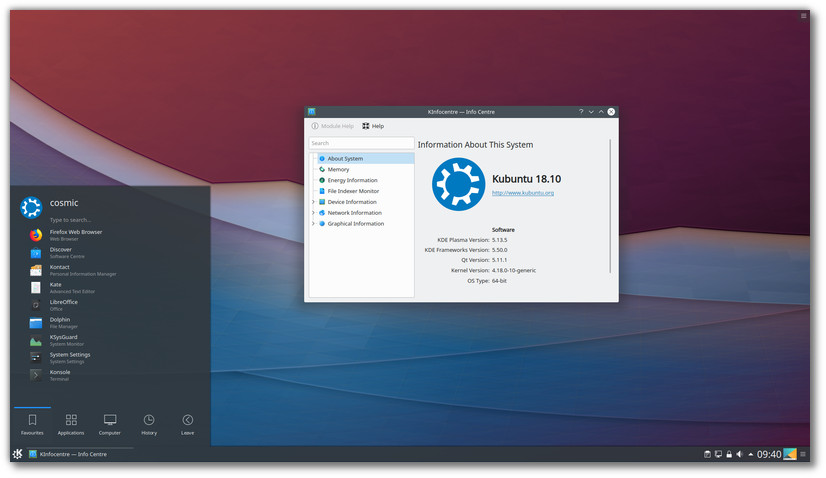 KInfocentre — Info Centre
Module Help
Help
Search
About System
Memory
Energy Information
File Indexer Monitor
Device Information
Network Information
Graphical Information
Information About This System
Kubuntu 18.10
http://www.kubuntu.org
Software
KDE Plasma Version: 5.13.5
KDE Frameworks Version: 5.50.0
Qt Version: 5.11.1
Kernel Version: 4.18.0-10-generic
OS Type: 64-bit
cosmic
Type to search...
Firefox Web Browser
Web Browser
Discover
Software Centre
Kontact
Personal Information Manager
Kate
Advanced Text Editor
LibreOffice
Office
Dolphin
File Manager
KSysGuard
System Monitor
System Settings
System Settings
Konsole
Terminal
Favourites
Applications
Computer
History
Leave
KInfocentre — Info Centre
09:40